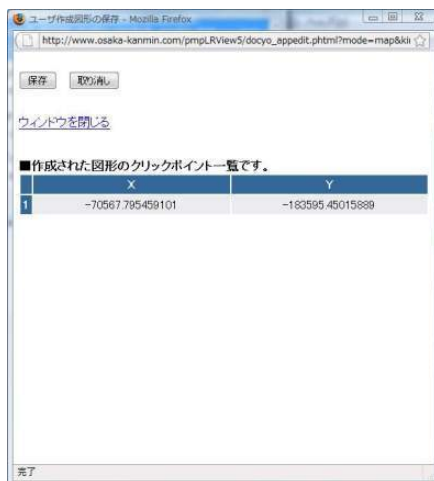 ユーザ作成図形の保存 - Mozilla Firefox
http://www.osaka-kanmin.com/pmpLRView5/docyo_appedit.phtml?mode=map&ki
保存 取り消し
ウィンドウを閉じる
■作成された図形のクリックポイント一覧です。
X Y
1 -70567.795459101 -183595.45015889
完了